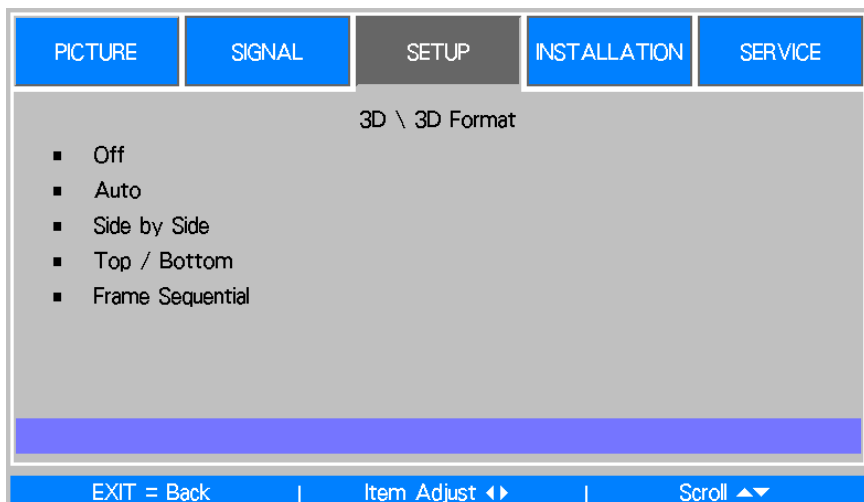 PICTURE SIGNAL SETUP INSTALLATION SERVICE
3D \ 3D Format
▪ Off
▪ Auto
▪ Side by Side
▪ Top / Bottom
▪ Frame Sequential
EXIT = Back | Item Adjust ◂▸ | Scroll ▴▾